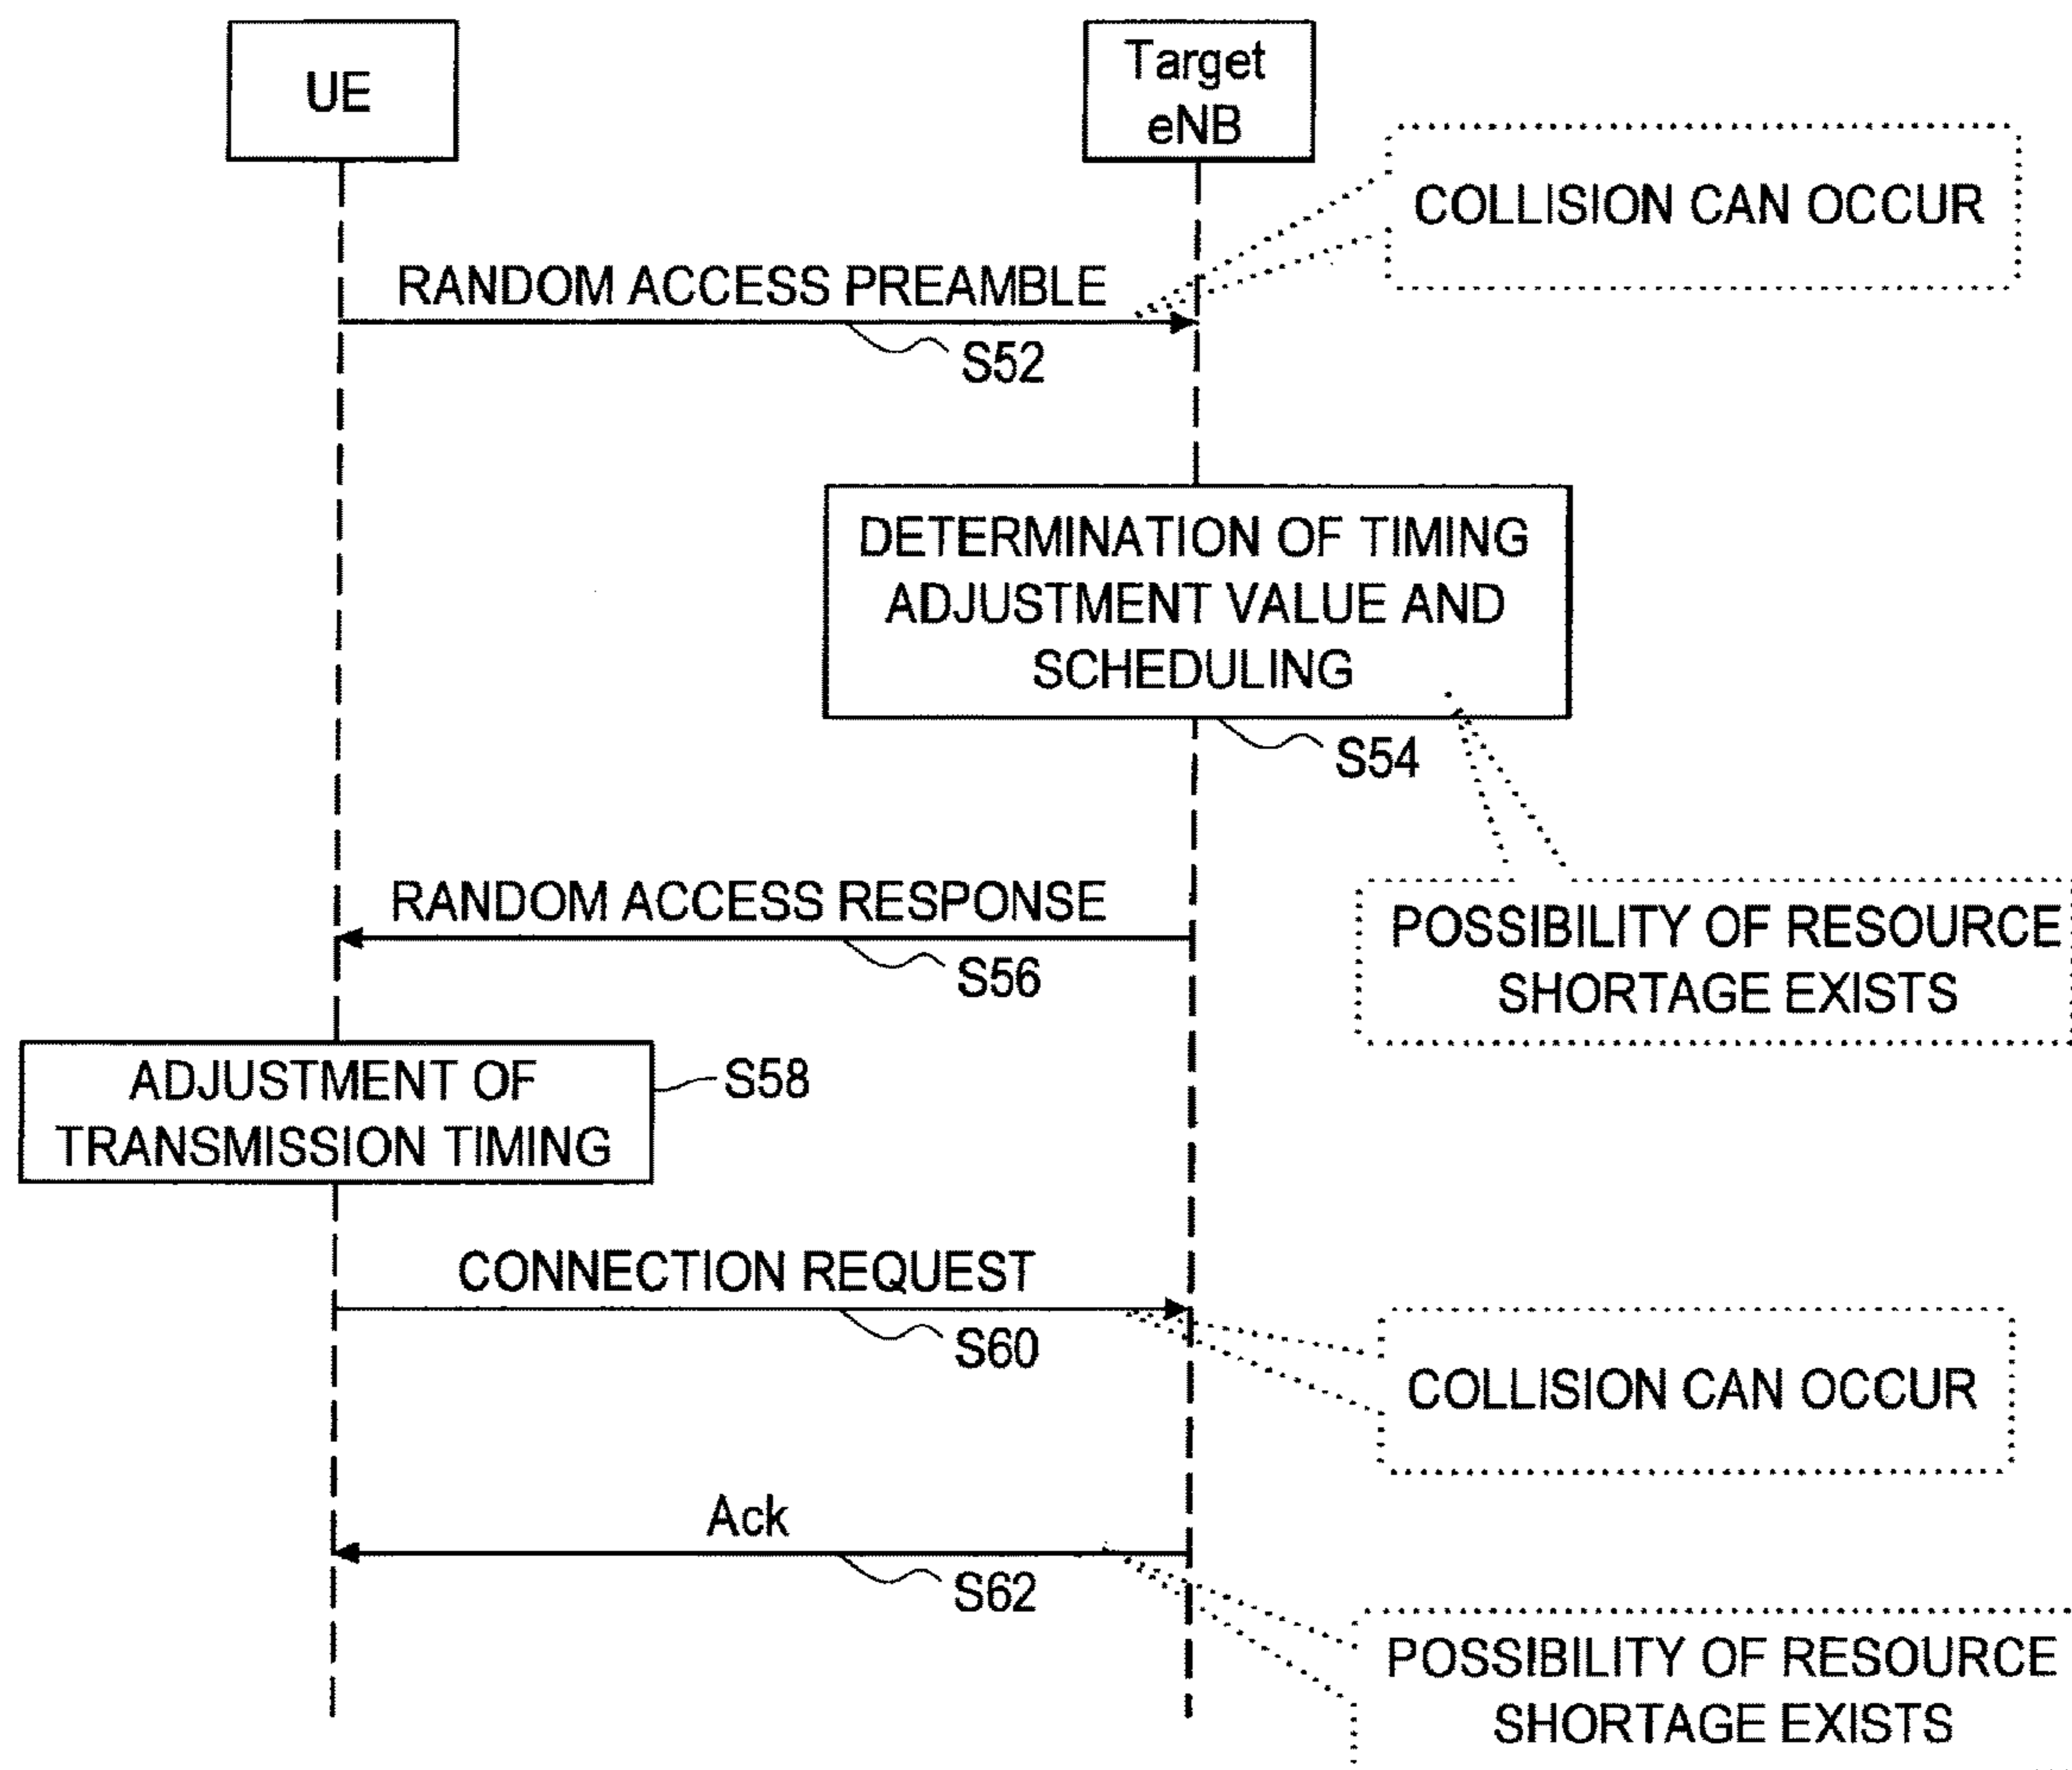 UE
Target
eNB
COLLISION CAN OCCUR
RANDOM ACCESS PREAMBLE
S52
DETERMINATION OF TIMING
ADJUSTMENT VALUE AND
SCHEDULING
S54
RANDOM ACCESS RESPONSE
S56
POSSIBILITY OF RESOURCE
SHORTAGE EXISTS
ADJUSTMENT OF
TRANSMISSION TIMING
S58
CONNECTION REQUEST
S60
COLLISION CAN OCCUR
Ack
S62
POSSIBILITY OF RESOURCE
SHORTAGE EXISTS